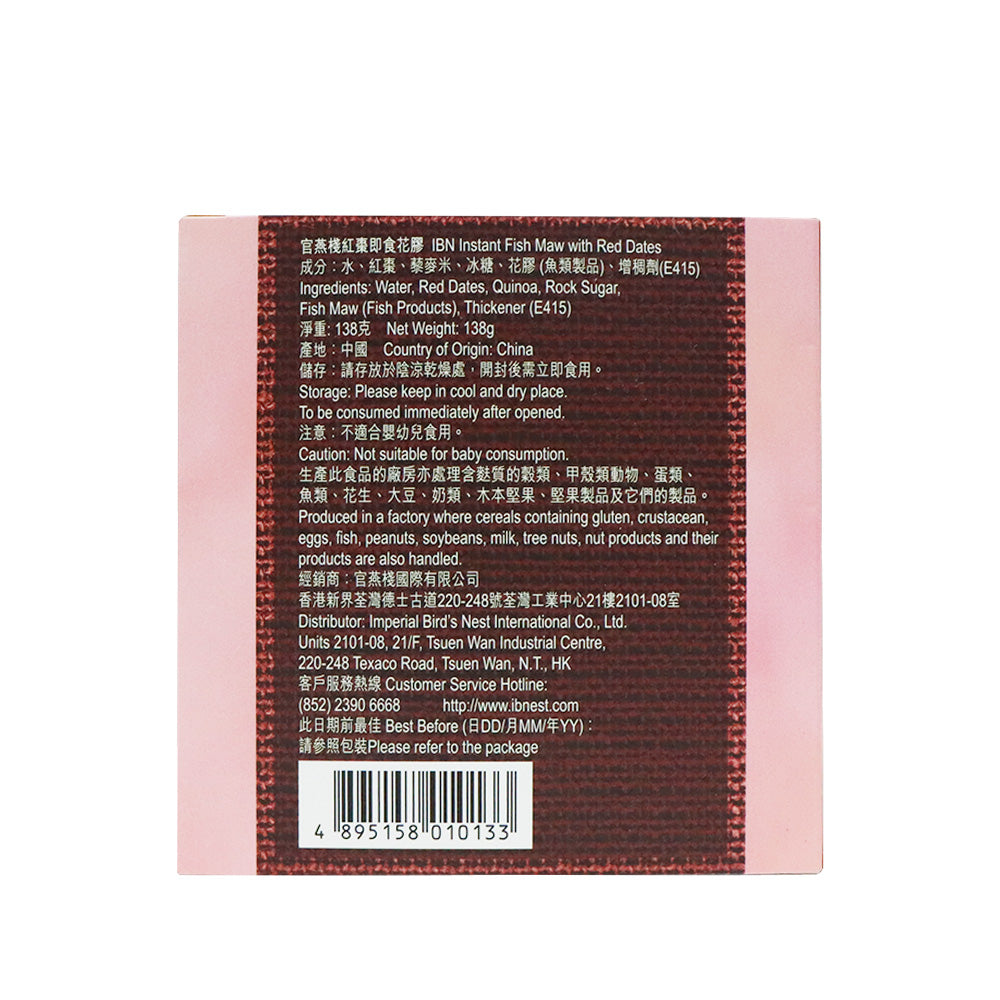 官燕棧紅棗即食花膠 IBN Instant Fish Maw with Red Dates
成分：水、紅棗、藜麥米、冰糖、花膠 (魚類製品)、增稠劑(E415)
Ingredients: Water, Red Dates, Quinoa, Rock Sugar,
Fish Maw (Fish Products), Thickener (E415)
淨重: 138克 Net Weight: 138g
產地：中國 Country of Origin: China
儲存：請存放於陰涼乾燥處，開封後需立即食用。
Storage: Please keep in cool and dry place.
To be consumed immediately after opened.
注意：不適合嬰幼兒食用。
Caution: Not suitable for baby consumption.
生產此食品的廠房亦處理含麩質的穀類、甲殼類動物、蛋類、
魚類、花生、大豆、奶類、木本堅果、堅果製品及它們的製品。
Produced in a factory where cereals containing gluten, crustacean,
eggs, fish, peanuts, soybeans, milk, tree nuts, nut products and their
products are also handled.
經銷商：官燕棧國際有限公司
香港新界荃灣德士古道220-248號荃灣工業中心21樓2101-08室
Distributor: Imperial Bird's Nest International Co., Ltd.
Units 2101-08, 21/F, Tsuen Wan Industrial Centre,
220-248 Texaco Road, Tsuen Wan, N.T., HK
客戶服務熱線 Customer Service Hotline:
(852) 2390 6668 http://www.ibnest.com
此日期前最佳 Best Before (日DD/月MM/年YY)：
請參照包裝Please refer to the package
4 895158 010133